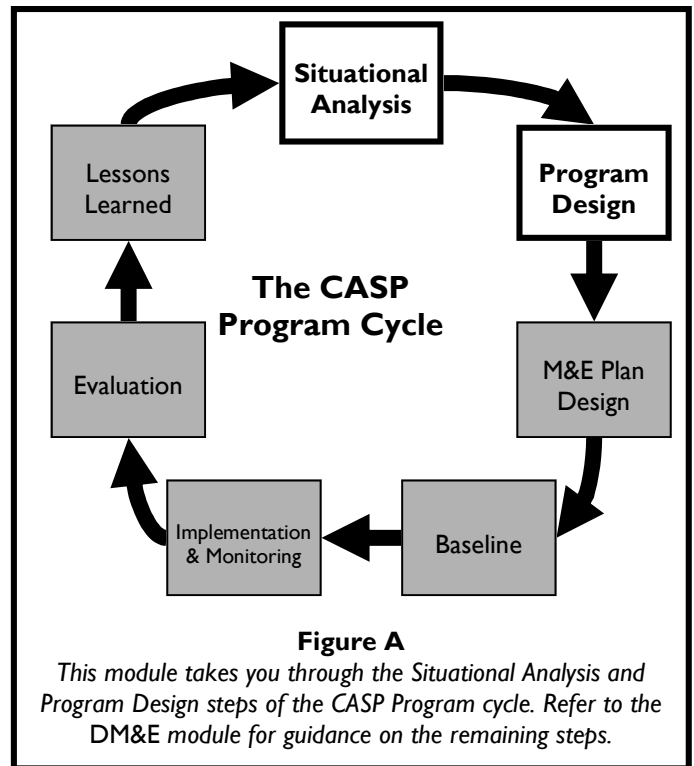 Situational
Analysis
Program
Design
Lessons
Learned
The CASP
Program Cycle
M&E Plan
Design
Evaluation
Implementation
& Monitoring
Baseline
Figure A
This module takes you through the Situational Analysis and
Program Design steps of the CASP Program cycle. Refer to the
DM&E module for guidance on the remaining steps.